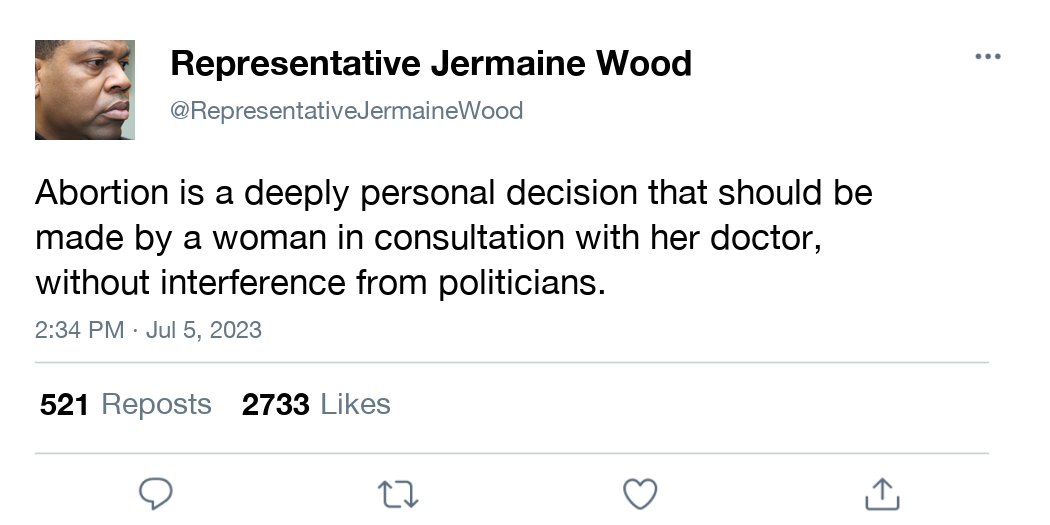 Representative Jermaine Wood
@RepresentativeJermaineWood
Abortion is a deeply personal decision that should be
made by a woman in consultation with her doctor,
without interference from politicians.
2:34 PM · Jul 5, 2023
521 Reposts 2733 Likes